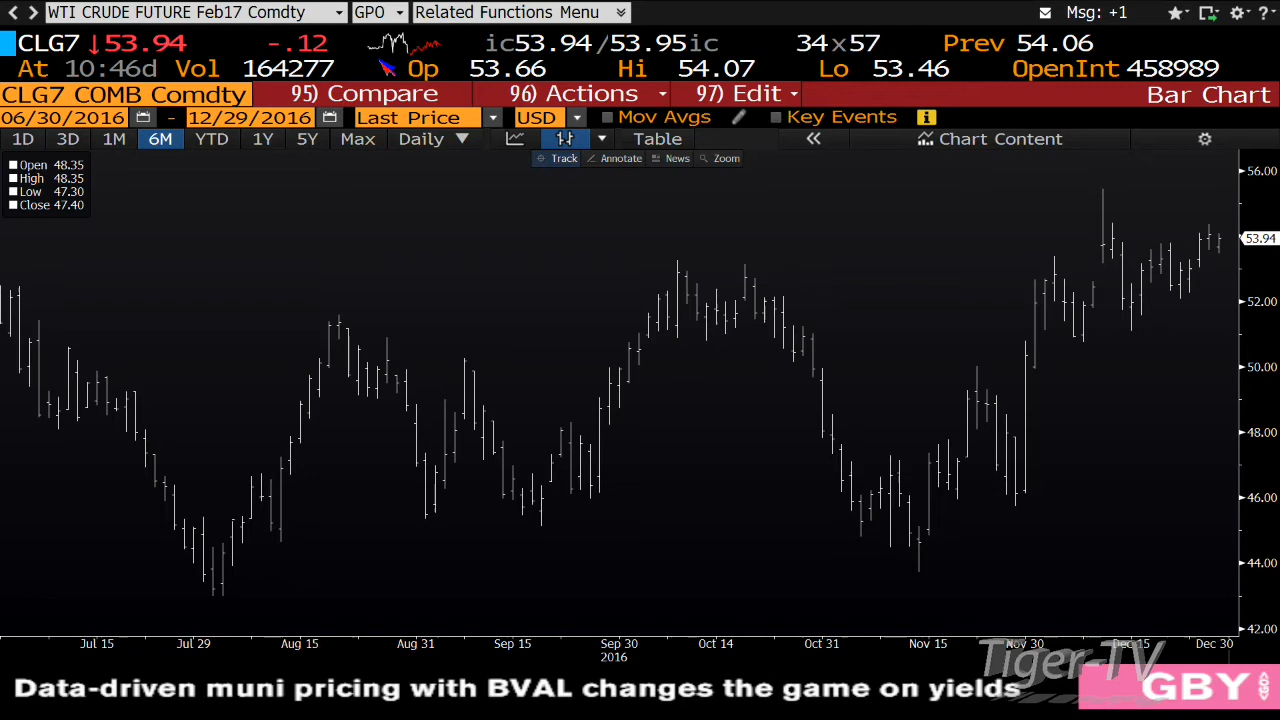 WTI CRUDE FUTURE Feb17 Comdty GPO Related Functions Menu Msg: +1 ?
CLG7 ↓53.94 -.12 ic53.94/53.95ic 34x57 Prev 54.06
At 10:46d Vol 164277 Op 53.66 Hi 54.07 Lo 53.46 OpenInt 458989
CLG7 COMB Comdty 95) Compare 96) Actions 97) Edit Bar Chart
06/30/2016 - 12/29/2016 Last Price USD Mov Avgs Key Events i
1D 3D 1M 6M YTD 1Y 5Y Max Daily Table « Chart Content
Track Annotate News Zoom
Open 48.35
High 48.35
Low 47.30
Close 47.40
56.00
53.94
52.00
50.00
48.00
46.00
44.00
42.00
Jul 15 Jul 29 Aug 15 Aug 31 Sep 15 Sep 30 Oct 14 Oct 31 Nov 15 Nov 30 Dec 15 Dec 30
2016
Tiger-TV
Data-driven muni pricing with BVAL changes the game on yields GBY